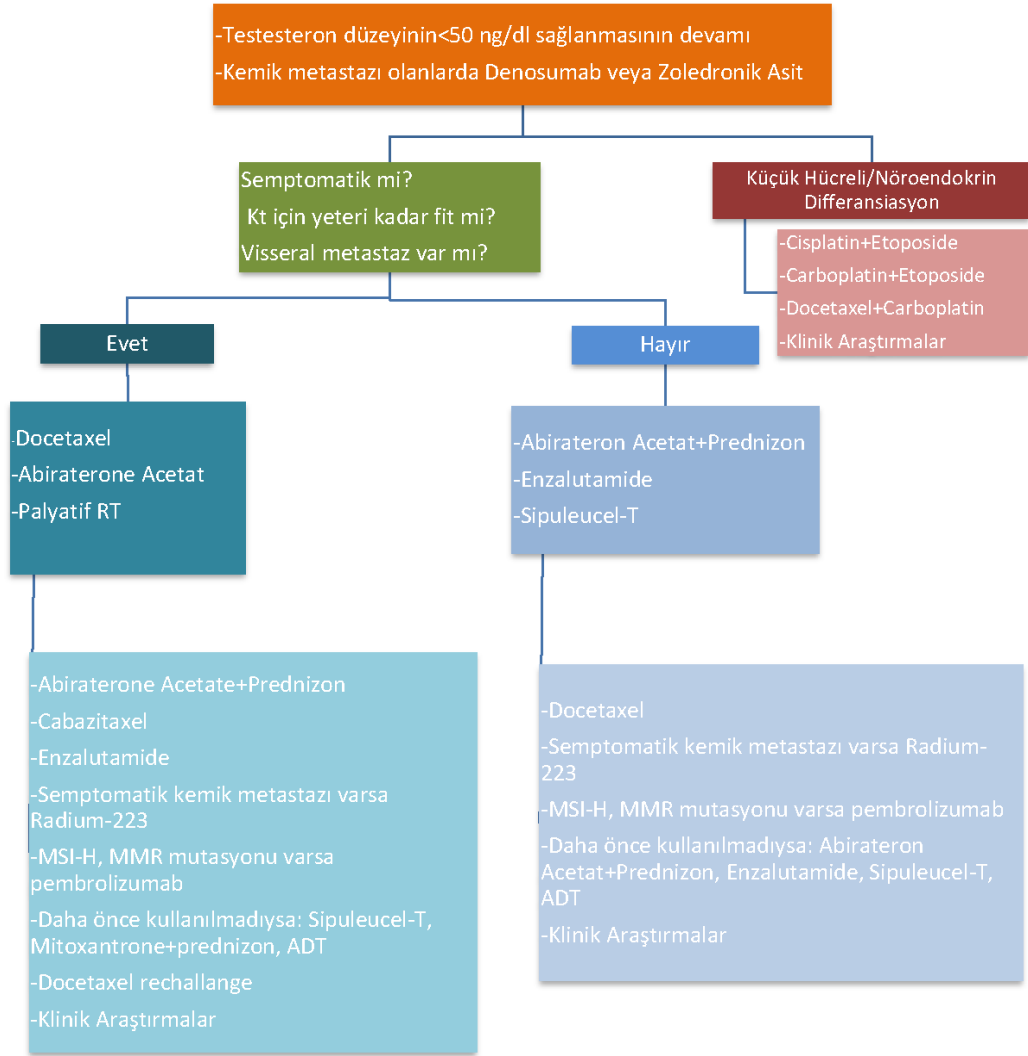 -Testesteron düzeyinin<50 ng/dl sağlanmasının devamı
-Kemik metastazı olanlarda Denosumab veya Zoledronik Asit
Semptomatik mi?
Kt için yeteri kadar fit mi?
Visseral metastaz var mı?
Küçük Hücreli/Nöroendokrin
Differansiasyon
-Cisplatin+Etoposide
-Carboplatin+Etoposide
-Docetaxel+Carboplatin
-Klinik Araştırmalar
Evet
Hayır
-Docetaxel
-Abiraterone Acetat
-Palyatif RT
-Abirateron Acetat+Prednizon
-Enzalutamide
-Sipuleucel-T
-Abiraterone Acetate+Prednizon
-Cabazitaxel
-Enzalutamide
-Semptomatik kemik metastazı varsa
Radium-223
-MSI-H, MMR mutasyonu varsa
pembrolizumab
-Daha önce kullanılmadıysa: Sipuleucel-T,
Mitoxantrone+prednizon, ADT
-Docetaxel rechallange
-Klinik Araştırmalar
-Docetaxel
-Semptomatik kemik metastazı varsa Radium-
223
-MSI-H, MMR mutasyonu varsa pembrolizumab
-Daha önce kullanılmadıysa: Abirateron
Acetat+Prednizon, Enzalutamide, Sipuleucel-T,
ADT
-Klinik Araştırmalar